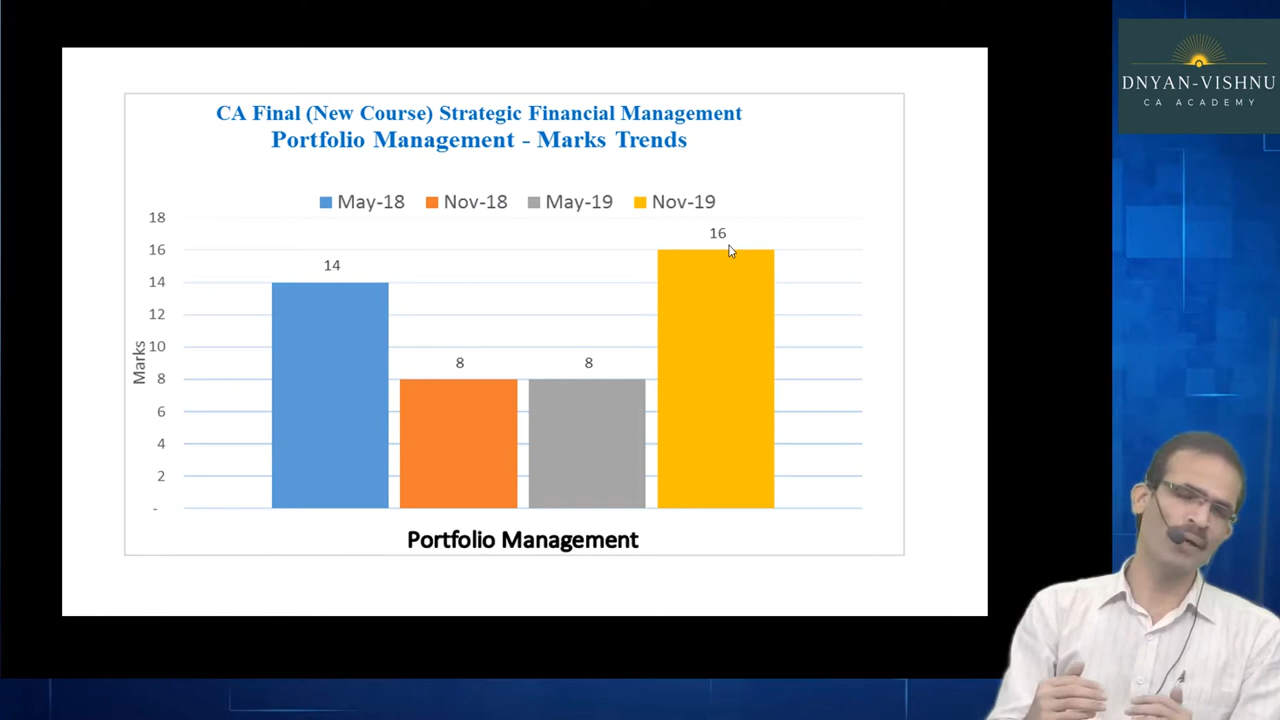 DNYAN-VISHNU
CA ACADEMY
CA Final (New Course) Strategic Financial Management
Portfolio Management - Marks Trends
May-18 Nov-18 May-19 Nov-19
18
16
14
12
10
8
6
4
2
-
Marks
14
8
8
16
Portfolio Management